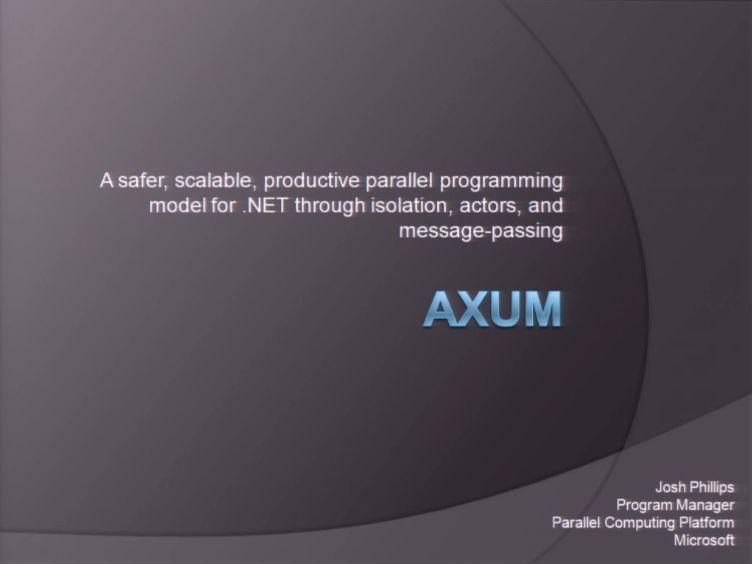 A safer, scalable, productive parallel programming
model for .NET through isolation, actors, and
message-passing
AXUM
Josh Phillips
Program Manager
Parallel Computing Platform
Microsoft